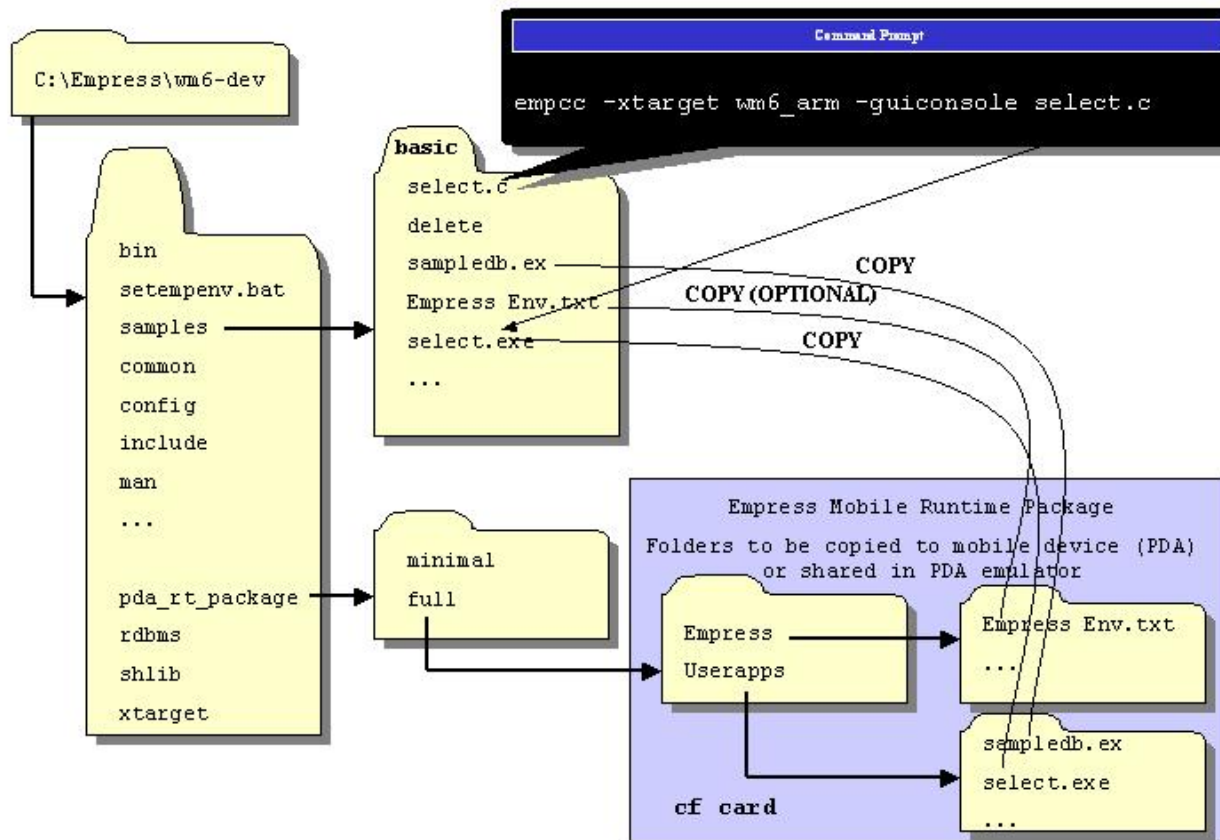 C:\Empress\wm6-dev
Command Prompt
empcc -xtarget wm6_arm -guiconsole select.c
bin
setempenv.bat
samples
common
config
include
man
...
pda_rt_package
rdbms
shlib
xtarget
basic
select.c
delete
sampledb.ex
Empress Env.txt
select.exe
...
COPY
COPY (OPTIONAL)
COPY
minimal
full
Empress Mobile Runtime Package
Folders to be copied to mobile device (PDA)
or shared in PDA emulator
Empress
Userapps
Empress Env.txt
...
sampledb.ex
select.exe
...
cf card